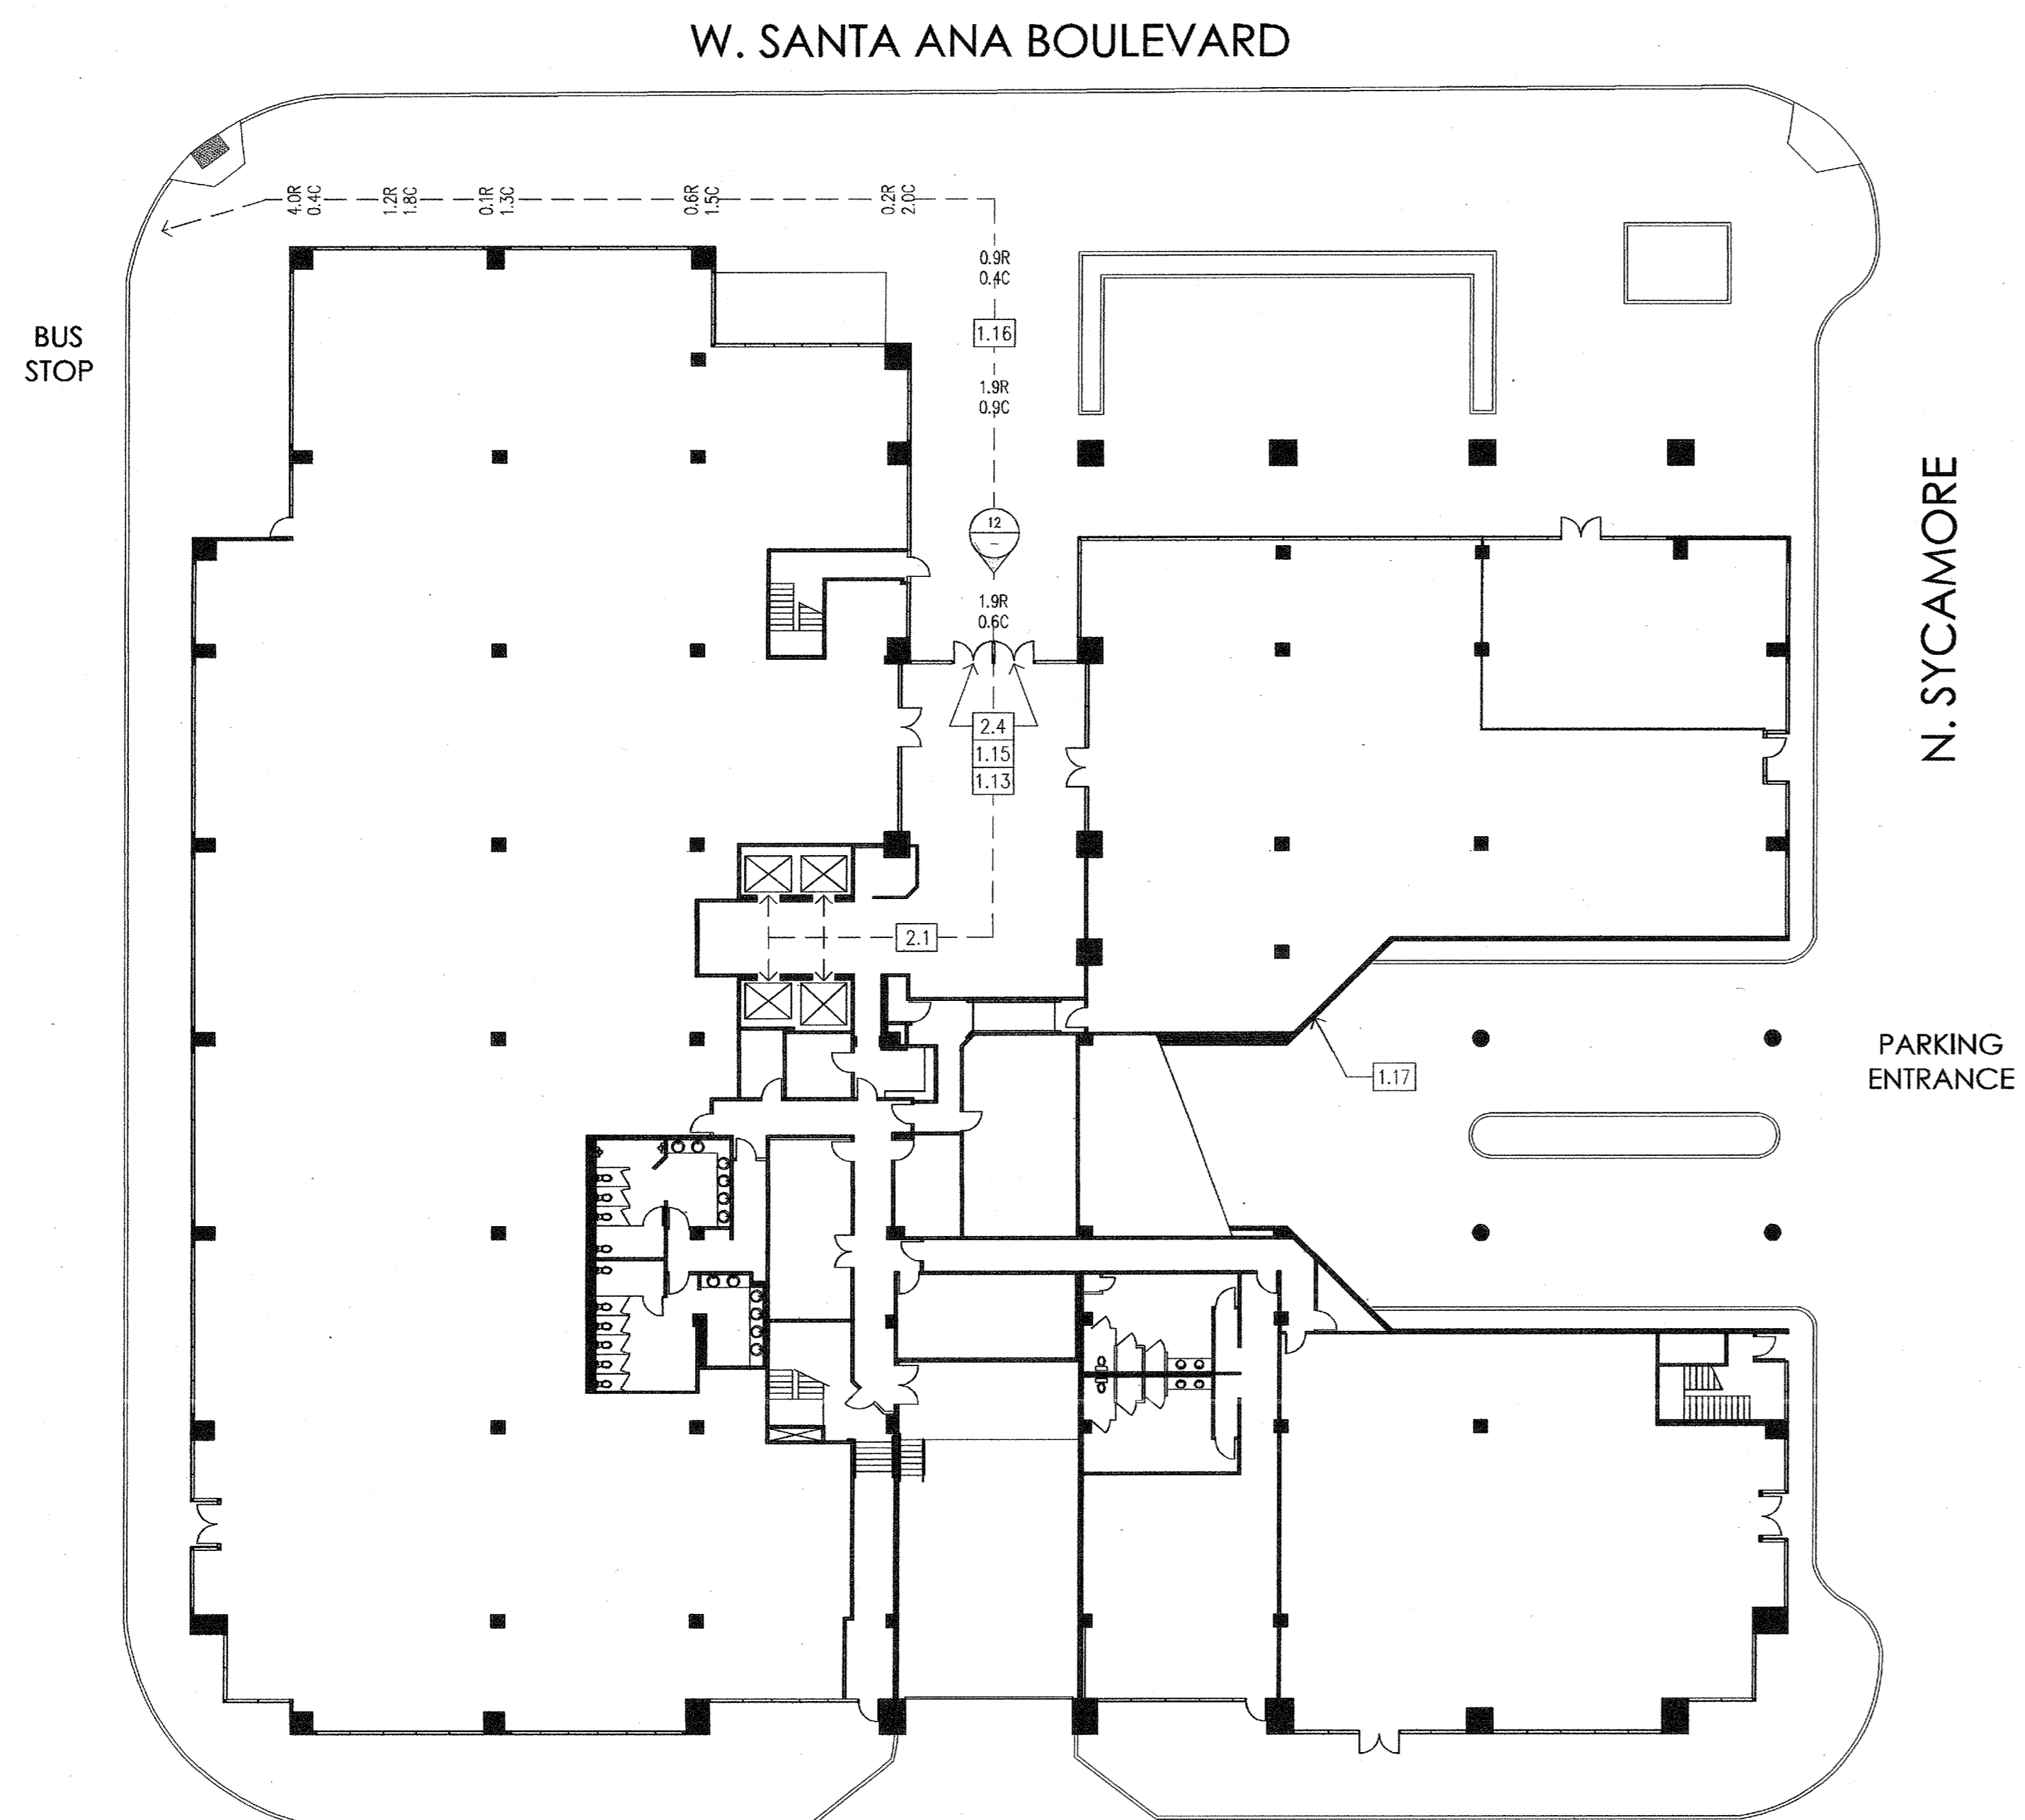 W. SANTA ANA BOULEVARD
4.0R
0.4C
1.2R
1.8C
0.1R
1.3C
0.6R
1.5C
0.2R
2.0C
0.9R
0.4C
1.16
BUS
STOP
1.9R
0.9C
12
–
1.9R
0.6C
N. SYCAMORE
2.4
1.15
1.13
2.1
PARKING
ENTRANCE
1.17